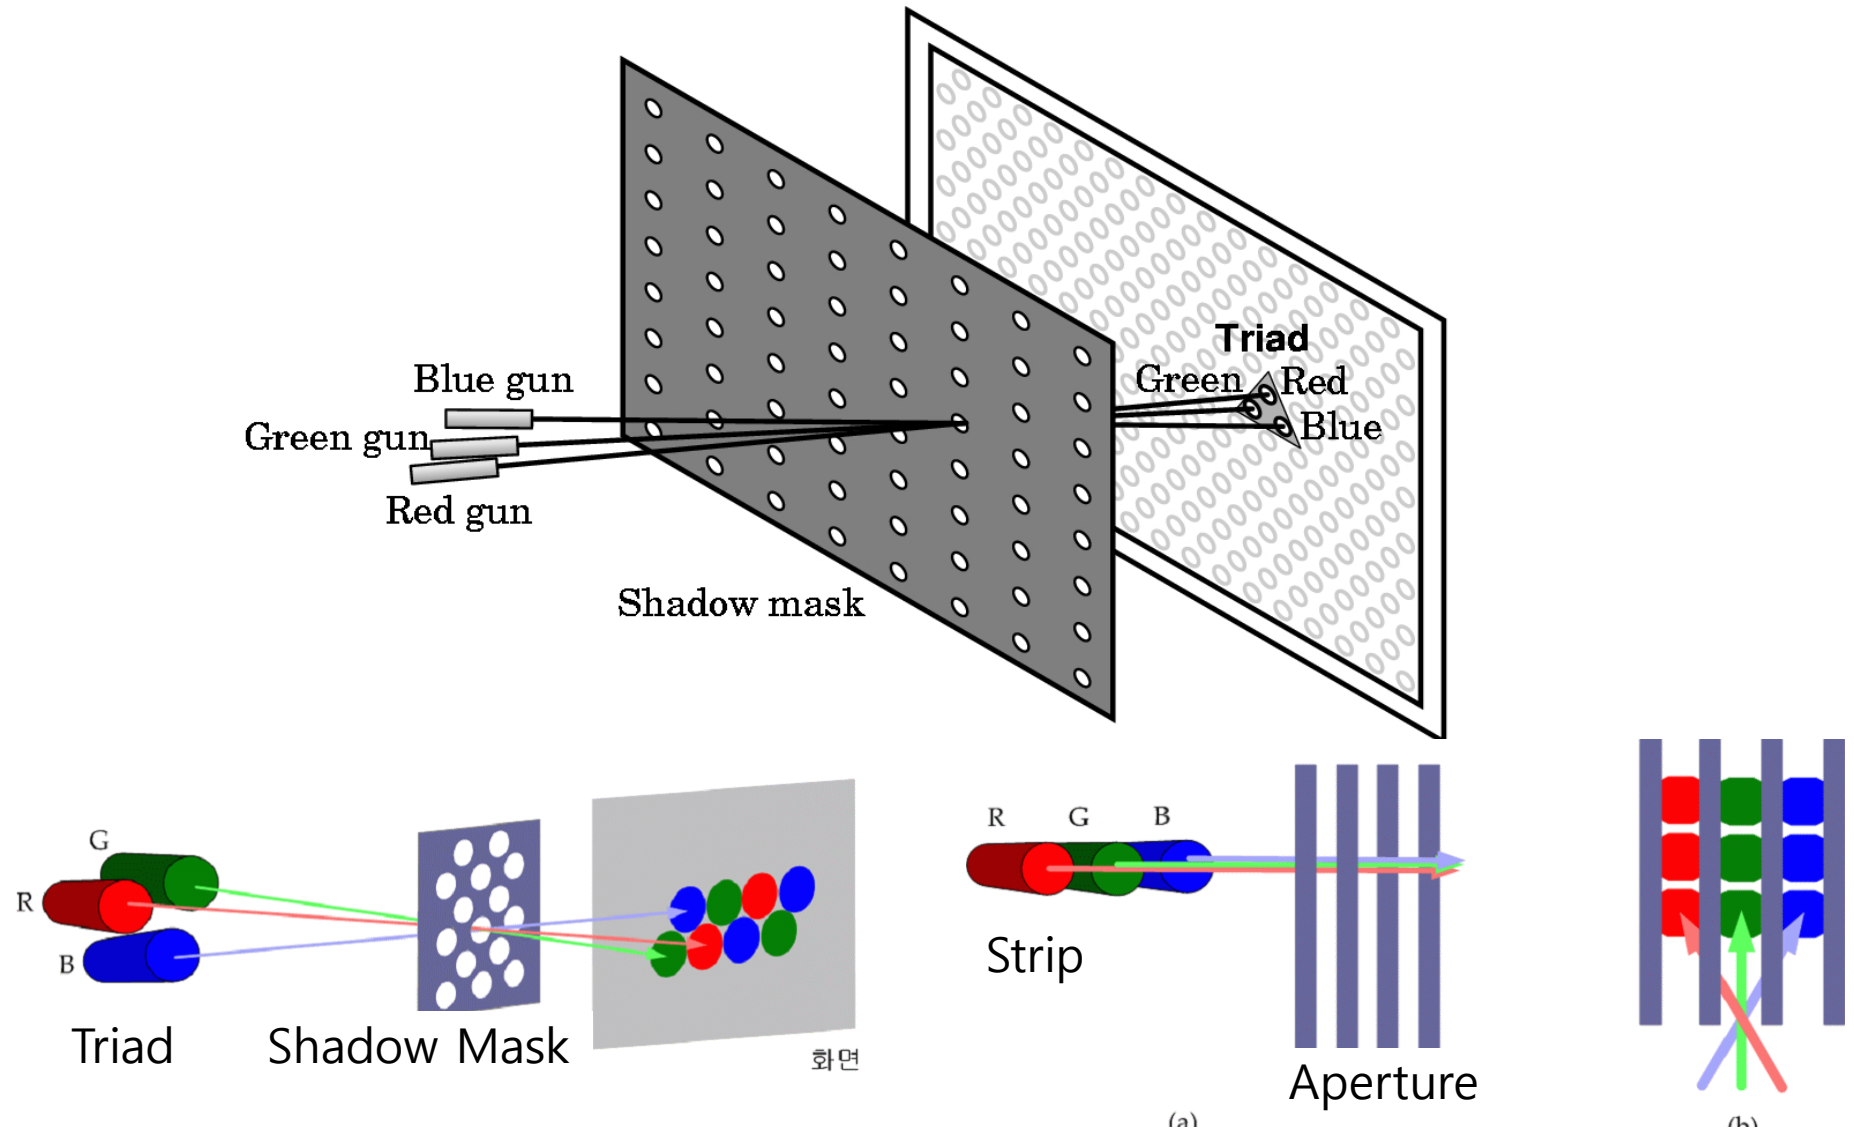 Triad
Green
Red
Blue
Blue gun
Green gun
Red gun
Shadow mask
G
R
B
Triad
Shadow Mask
화면
R G B
Strip
Aperture
(a)
(b)